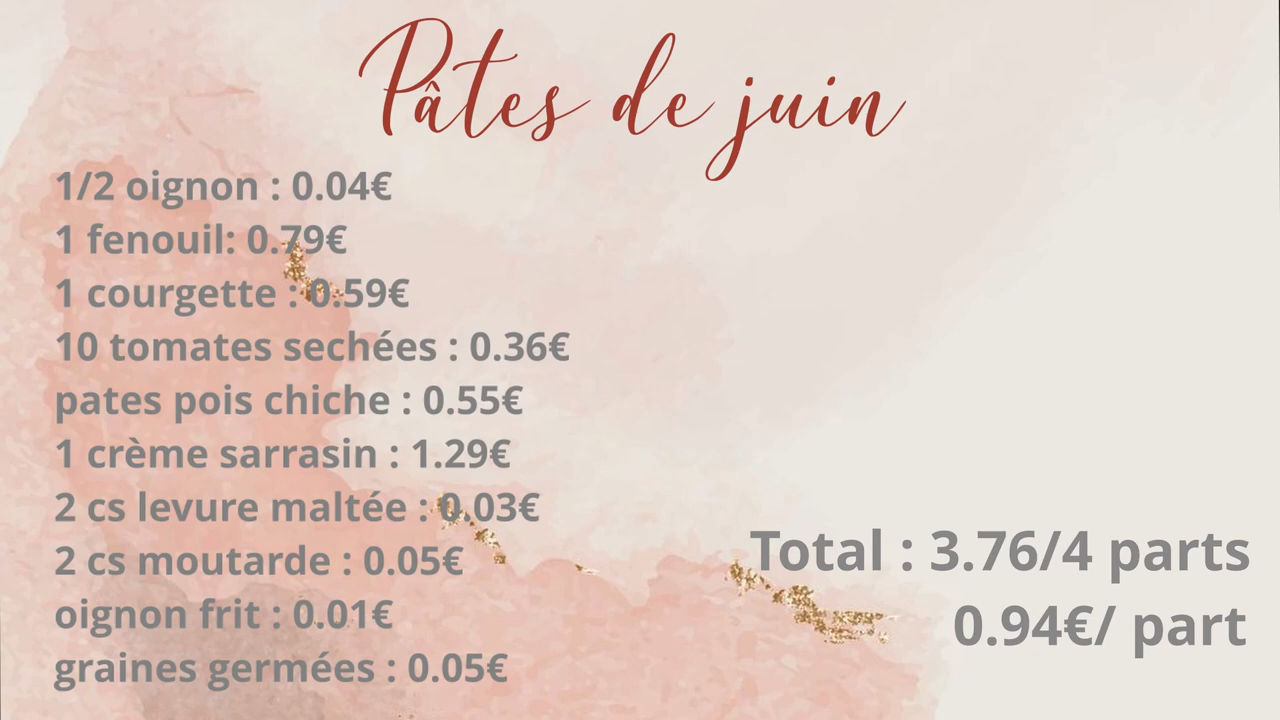 Pâtes de juin
1/2 oignon : 0.04€
1 fenouil: 0.79€
1 courgette : 0.59€
10 tomates sechées : 0.36€
pates pois chiche : 0.55€
1 crème sarrasin : 1.29€
2 cs levure maltée : 0.03€
2 cs moutarde : 0.05€
oignon frit : 0.01€
graines germées : 0.05€
Total : 3.76/4 parts
0.94€/ part